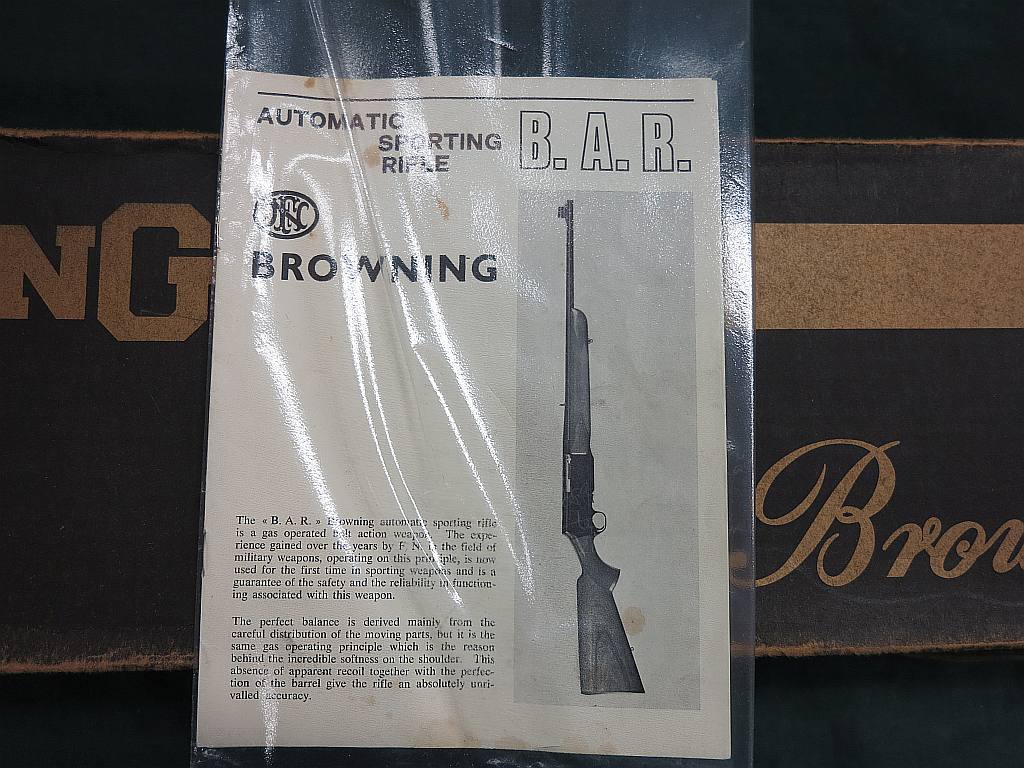 AUTOMATIC
SPORTING
RIFLE
B. A. R.
FN
BROWNING
The « B. A. R. » Browning automatic sporting rifle
is a gas operated bolt action weapon. The expe-
rience gained over the years by F. N. in the field of
military weapons, operating on this principle, is now
used for the first time in sporting weapons and is a
guarantee of the safety and the reliability in function-
ing associated with this weapon.
The perfect balance is derived mainly from the
careful distribution of the moving parts, but it is the
same gas operating principle which is the reason
behind the incredible softness on the shoulder. This
absence of apparent recoil together with the perfec-
tion of the barrel give the rifle an absolutely unri-
valled accuracy.
NG
Brow